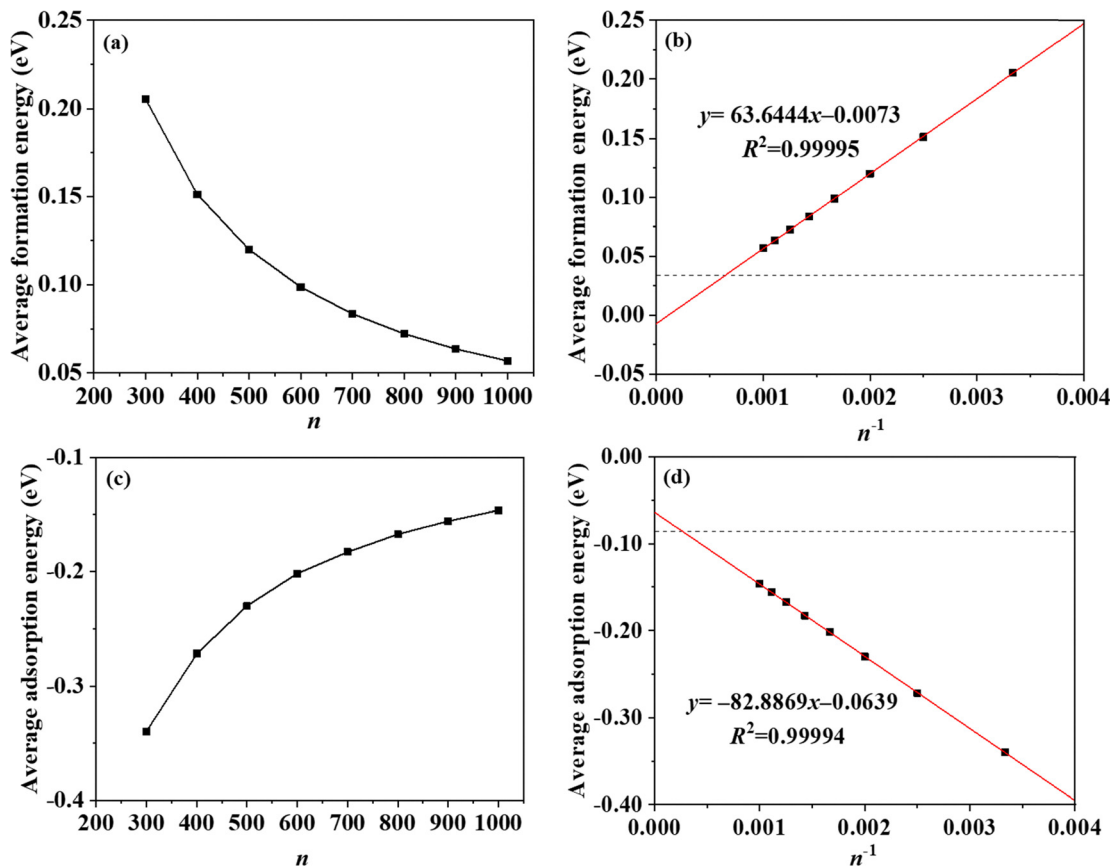 (a)
Average formation energy (eV)
0.25
0.20
0.15
0.10
0.05
200 300 400 500 600 700 800 900 1000
n
(b)
Average formation energy (eV)
0.25
0.20
0.15
0.10
0.05
0.00
-0.05
y= 63.6444x–0.0073
R²=0.99995
0.000 0.001 0.002 0.003 0.004
n⁻¹
(c)
Average adsorption energy (eV)
-0.1
-0.2
-0.3
-0.4
200 300 400 500 600 700 800 900 1000
n
(d)
Average adsorption energy (eV)
0.00
-0.10
-0.20
-0.30
-0.40
y= –82.8869x–0.0639
R²=0.99994
0.000 0.001 0.002 0.003 0.004
n⁻¹